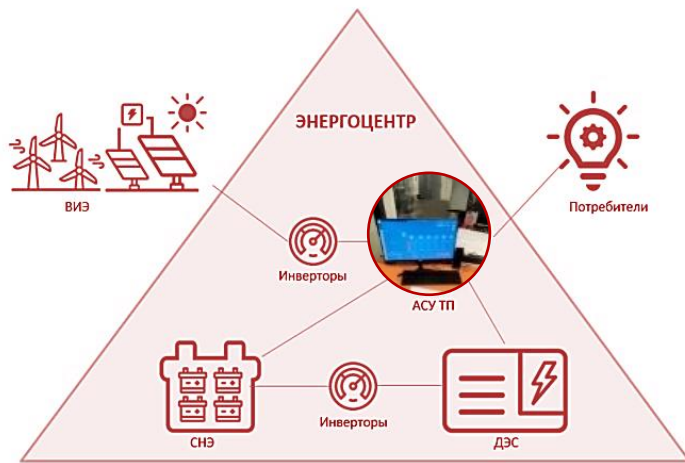 ЭНЕРГОЦЕНТР
ВИЭ
Потребители
Инверторы
АСУ ТП
Инверторы
СНЭ
ДЭС